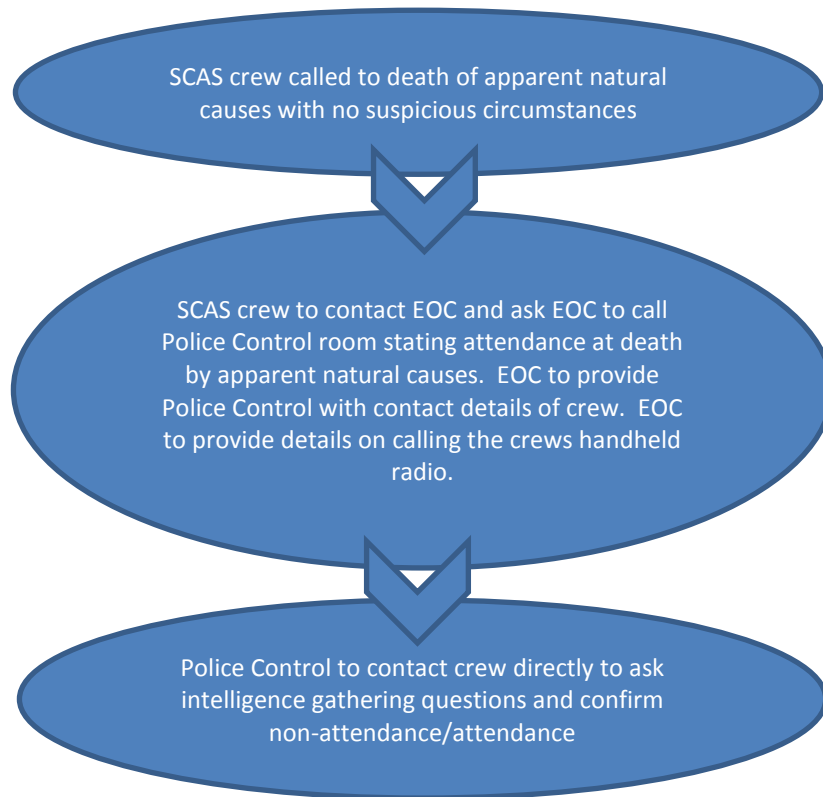 SCAS crew called to death of apparent natural
causes with no suspicious circumstances
SCAS crew to contact EOC and ask EOC to call
Police Control room stating attendance at death
by apparent natural causes.  EOC to provide
Police Control with contact details of crew.  EOC
to provide details on calling the crews handheld
radio.
Police Control to contact crew directly to ask
intelligence gathering questions and confirm
non-attendance/attendance